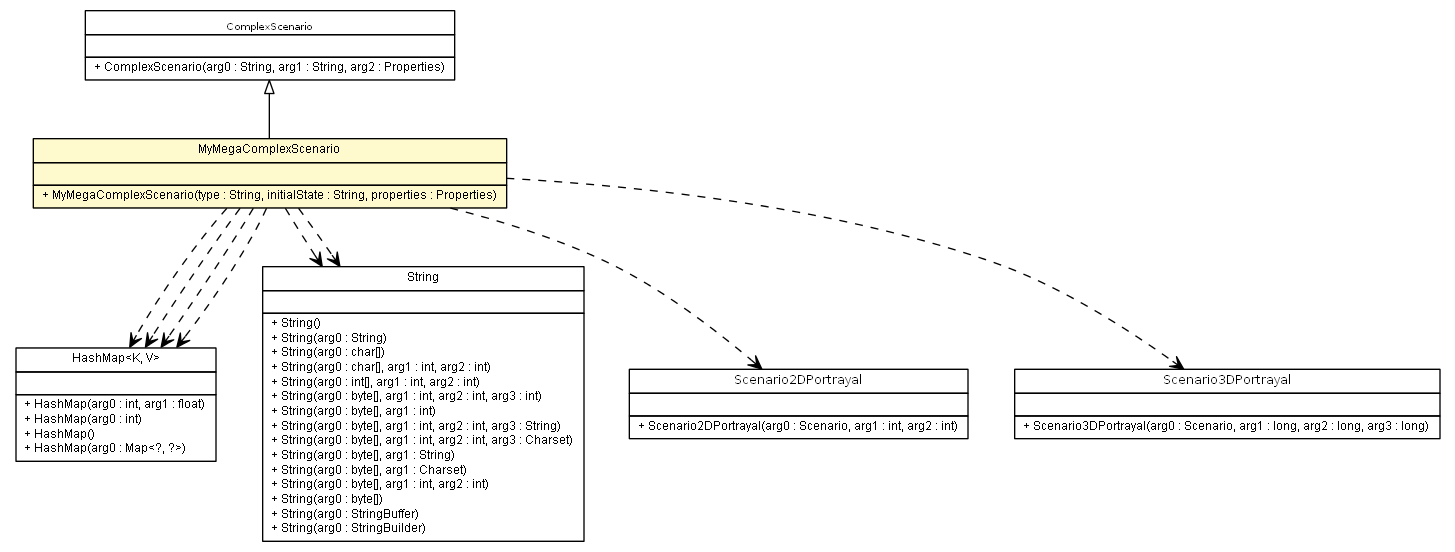 ComplexScenario
+ ComplexScenario(arg0 : String, arg1 : String, arg2 : Properties)
MyMegaComplexScenario
+ MyMegaComplexScenario(type : String, initialState : String, properties : Properties)
HashMap<K, V>
+ HashMap(arg0 : int, arg1 : float)
+ HashMap(arg0 : int)
+ HashMap()
+ HashMap(arg0 : Map<?, ?>)
String
+ String()
+ String(arg0 : String)
+ String(arg0 : char[])
+ String(arg0 : char[], arg1 : int, arg2 : int)
+ String(arg0 : int[], arg1 : int, arg2 : int)
+ String(arg0 : byte[], arg1 : int, arg2 : int, arg3 : int)
+ String(arg0 : byte[], arg1 : int)
+ String(arg0 : byte[], arg1 : int, arg2 : int, arg3 : String)
+ String(arg0 : byte[], arg1 : int, arg2 : int, arg3 : Charset)
+ String(arg0 : byte[], arg1 : String)
+ String(arg0 : byte[], arg1 : Charset)
+ String(arg0 : byte[], arg1 : int, arg2 : int)
+ String(arg0 : byte[])
+ String(arg0 : StringBuffer)
+ String(arg0 : StringBuilder)
Scenario2DPortrayal
+ Scenario2DPortrayal(arg0 : Scenario, arg1 : int, arg2 : int)
Scenario3DPortrayal
+ Scenario3DPortrayal(arg0 : Scenario, arg1 : long, arg2 : long, arg3 : long)